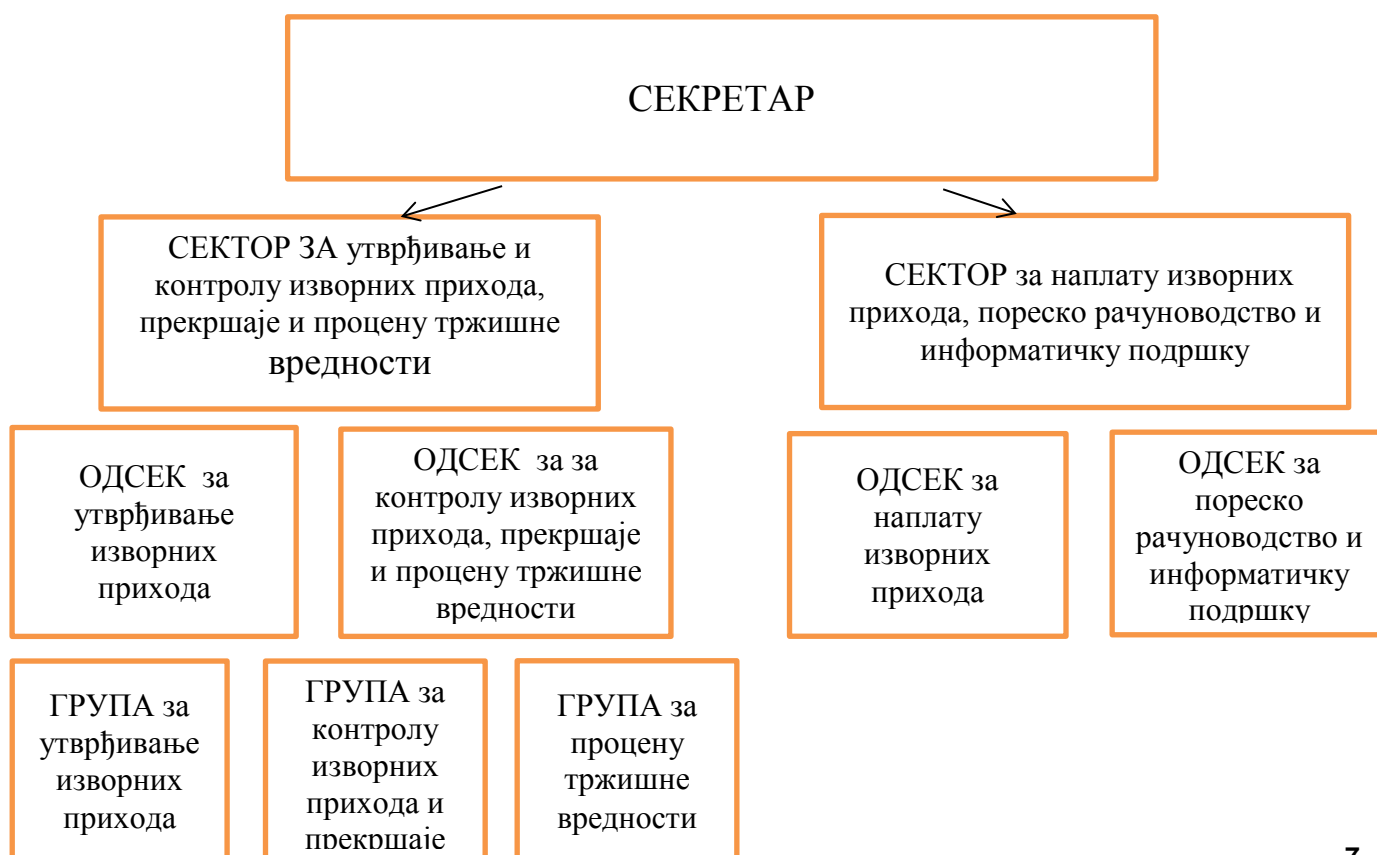 СЕКРЕТАР
СЕКТОР ЗА утврђивање и
контролу изворних прихода,
прекршаје и процену тржишне
вредности
СЕКТОР за наплату изворних
прихода, пореско рачуноводство и
информатичку подршку
ОДСЕК за
утврђивање
изворних
прихода
ОДСЕК за за
контролу изворних
прихода, прекршаје
и процену тржишне
вредности
ОДСЕК за
наплату
изворних
прихода
ОДСЕК за
пореско
рачуноводство и
информатичку
подршку
ГРУПА за
утврђивање
изворних
прихода
ГРУПА за
контролу
изворних
прихода и
прекршаје
ГРУПА за
процену
тржишне
вредности